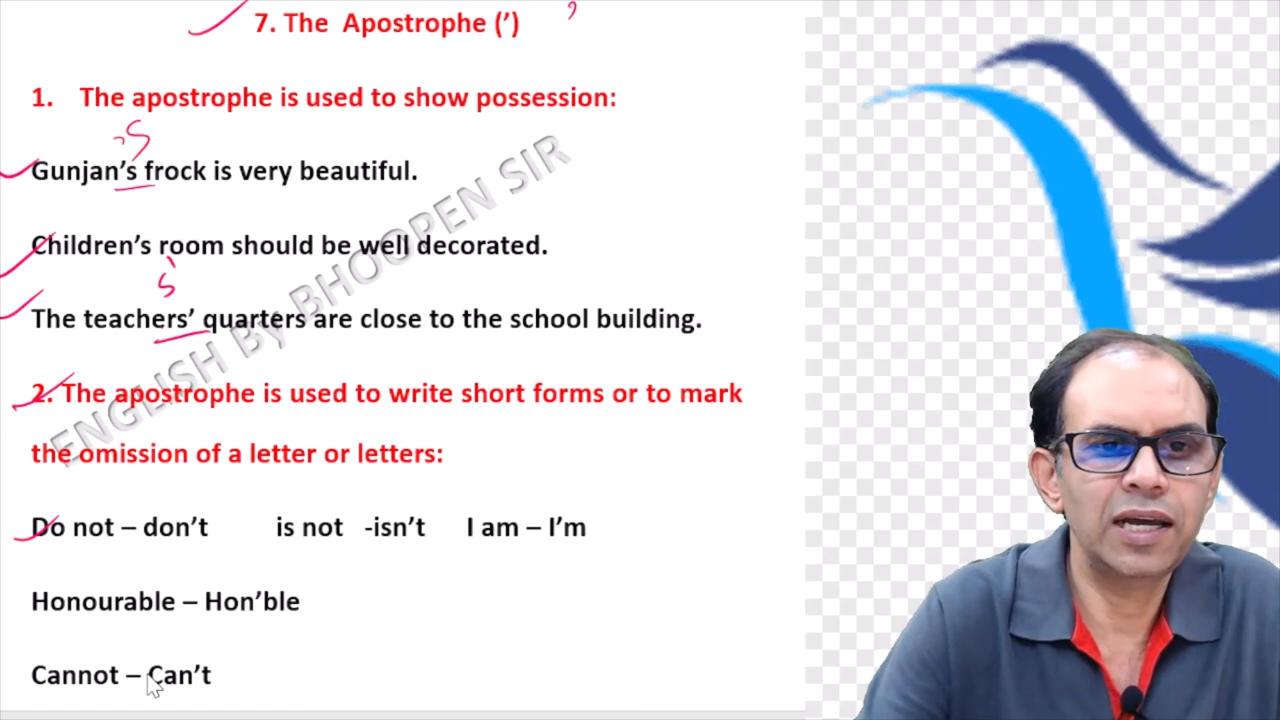 7. The Apostrophe (’) ,
1. The apostrophe is used to show possession:
’S
Gunjan’s frock is very beautiful.
Children’s room should be well decorated.
S’
The teachers’ quarters are close to the school building.
2. The apostrophe is used to write short forms or to mark
the omission of a letter or letters:
Do not – don’t is not -isn’t I am – I’m
Honourable – Hon’ble
Cannot – Can’t
ENGLISH By BHOOPEN SIR